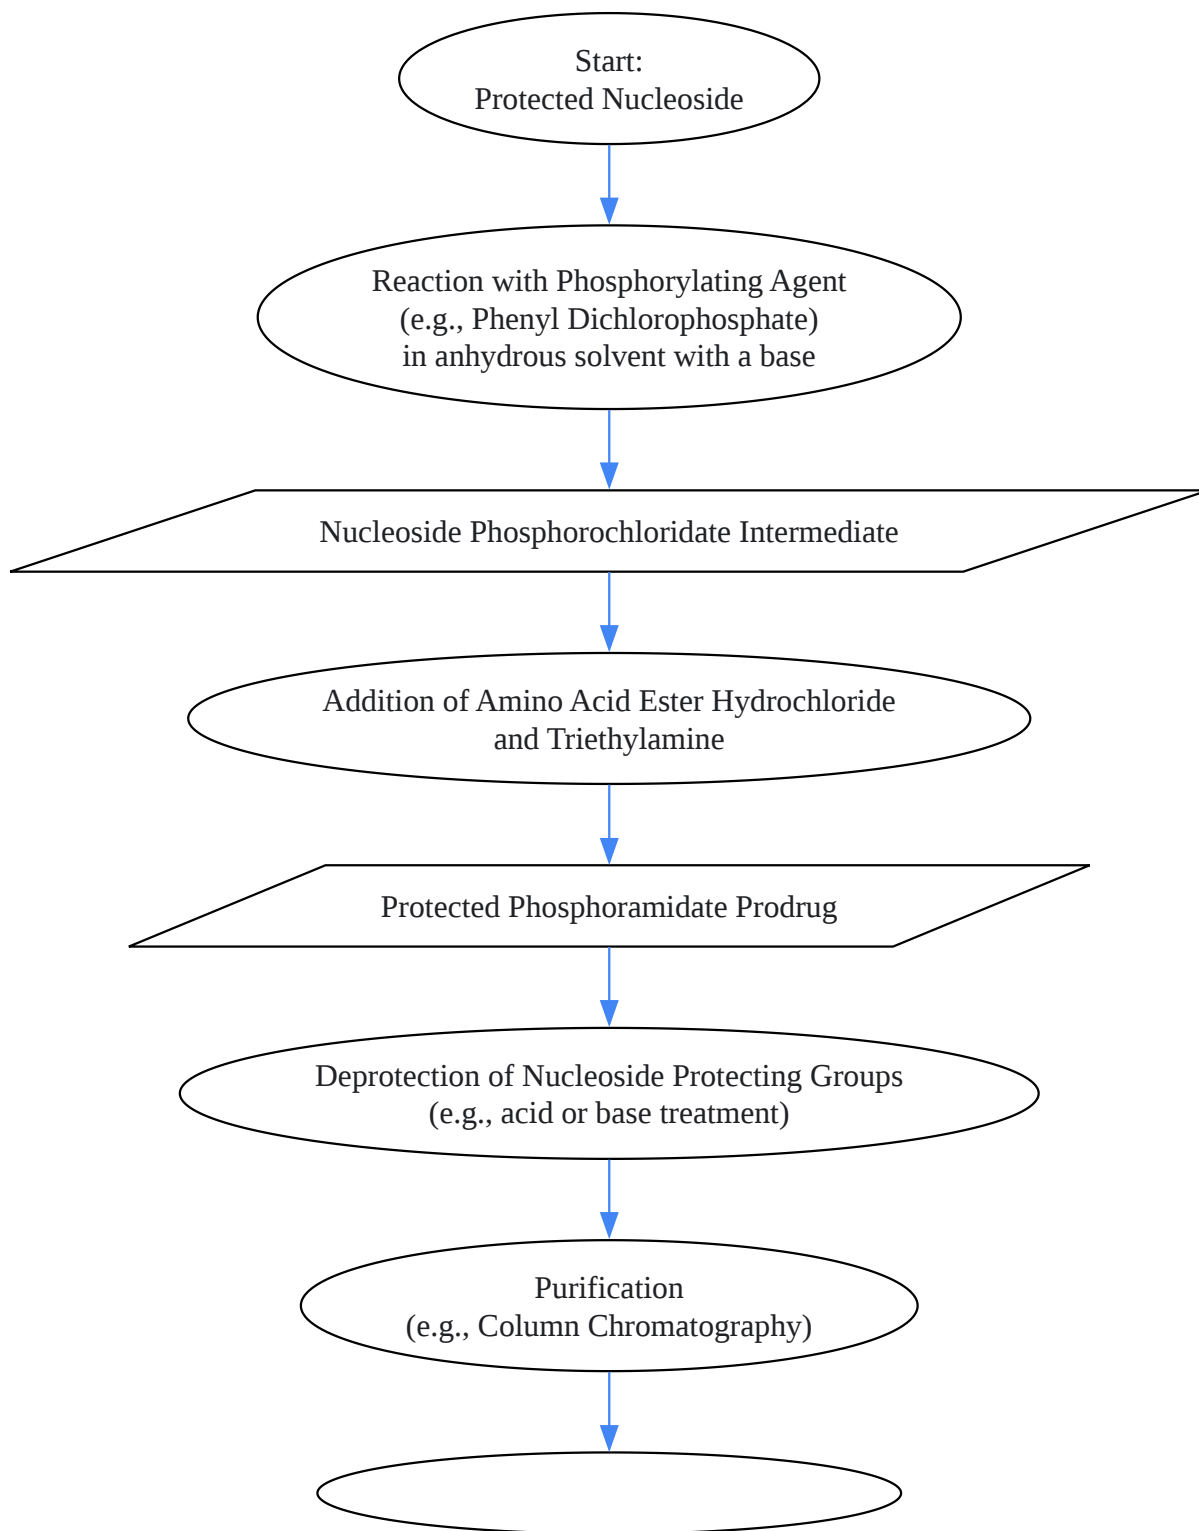 Start:
Protected Nucleoside
Reaction with Phosphorylating Agent
(e.g., Phenyl Dichlorophosphate)
in anhydrous solvent with a base
Nucleoside Phosphorochloridate Intermediate
Addition of Amino Acid Ester Hydrochloride
and Triethylamine
Protected Phosphoramidate Prodrug
Deprotection of Nucleoside Protecting Groups
(e.g., acid or base treatment)
Purification
(e.g., Column Chromatography)